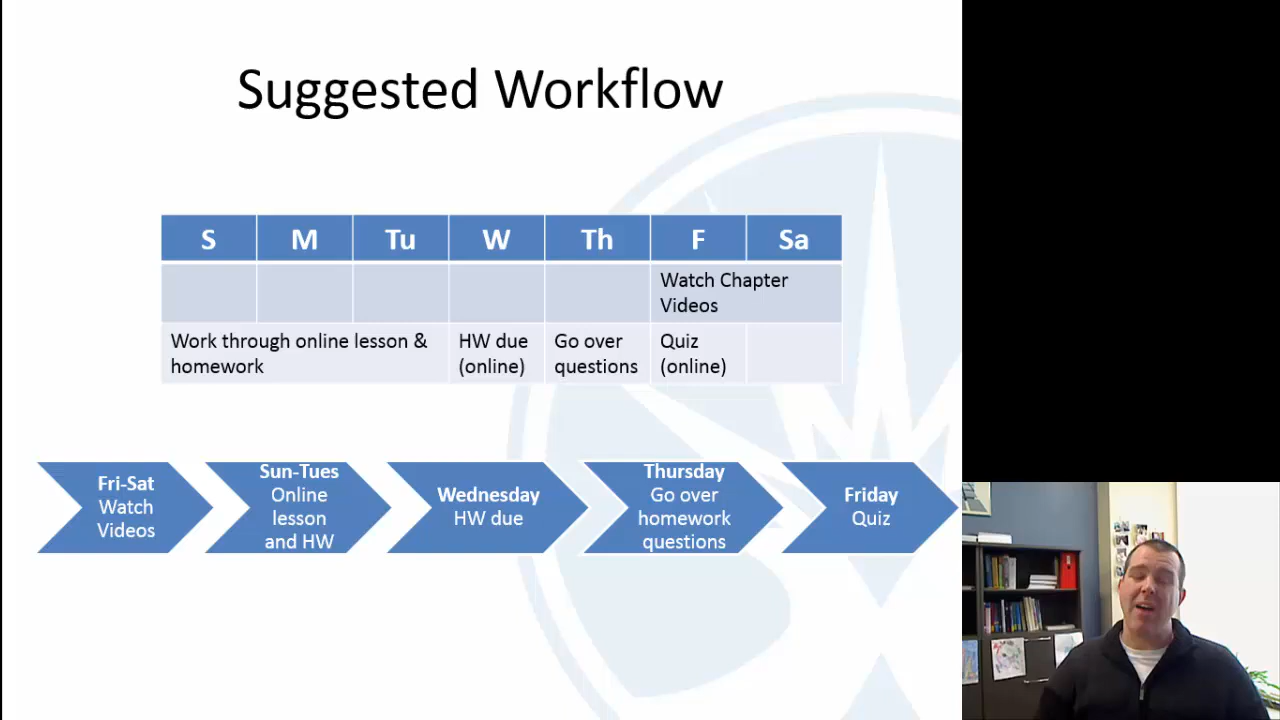 Suggested Workflow
S M Tu W Th F Sa
Watch Chapter
Videos
Work through online lesson &
homework
HW due
(online)
Go over
questions
Quiz
(online)
Fri-Sat
Watch
Videos
Sun-Tues
Online
lesson
and HW
Wednesday
HW due
Thursday
Go over
homework
questions
Friday
Quiz